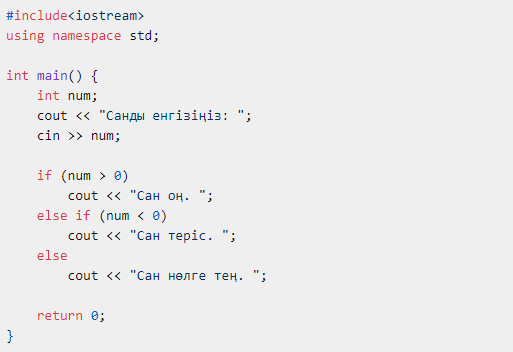 #include<iostream>
using namespace std;
int main() {
int num;
cout << "Санды енгізіңіз: ";
cin >> num;
if (num > 0)
cout << "Сан оң. ";
else if (num < 0)
cout << "Сан теріс. ";
else
cout << "Сан нөлге тең. ";
return 0;
}